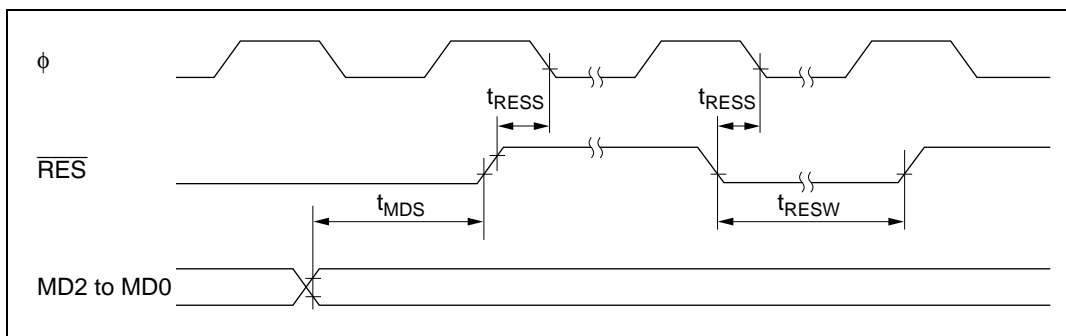 ϕ
tRESS
tRESS
RES
tMDS
tRESW
MD2 to MD0